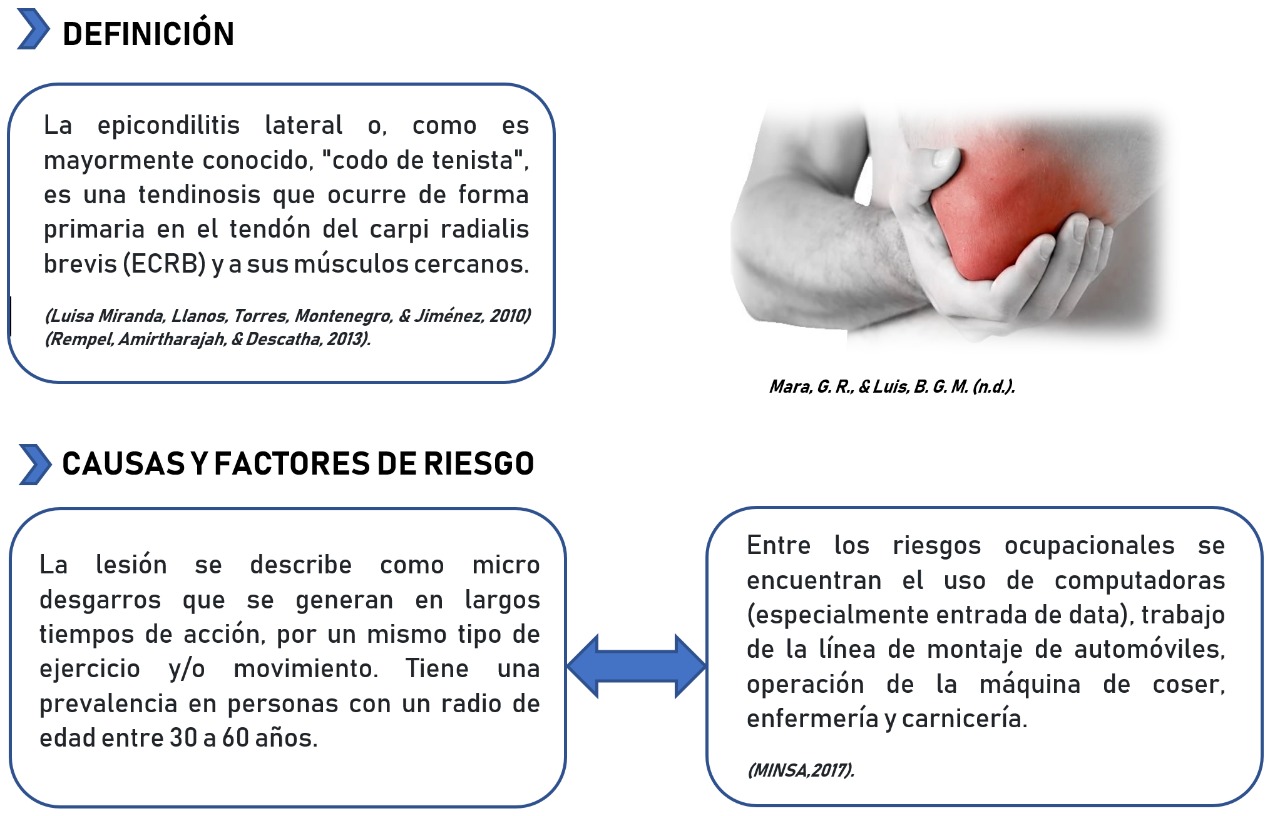 DEFINICIÓN
La epicondilitis lateral o, como es
mayormente conocido, "codo de tenista",
es una tendinosis que ocurre de forma
primaria en el tendón del carpi radialis
brevis (ECRB) y a sus músculos cercanos.
(Luisa Miranda, Llanos, Torres, Montenegro, & Jiménez, 2010)
(Rempel, Amirtharajah, & Descatha, 2013).
Mara, G. R., & Luis, B. G. M. (n.d.).
CAUSAS Y FACTORES DE RIESGO
La lesión se describe como micro
desgarros que se generan en largos
tiempos de acción, por un mismo tipo de
ejercicio y/o movimiento. Tiene una
prevalencia en personas con un radio de
edad entre 30 a 60 años.
Entre los riesgos ocupacionales se
encuentran el uso de computadoras
(especialmente entrada de data), trabajo
de la línea de montaje de automóviles,
operación de la máquina de coser,
enfermería y carnicería.
(MINSA,2017).